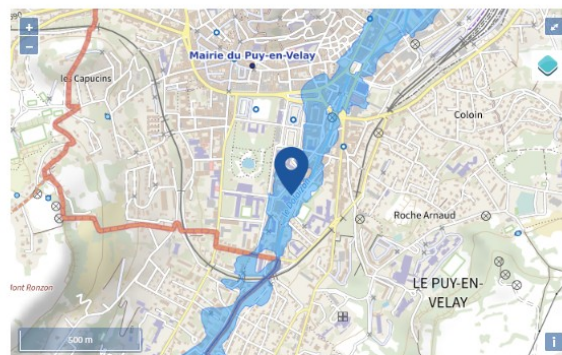 +
−
Mairie du Puy-en-Velay
les Capucins
Coloin
Roche Arnaud
LE PUY-EN-
VELAY
Mont Ronzon
500 m
i